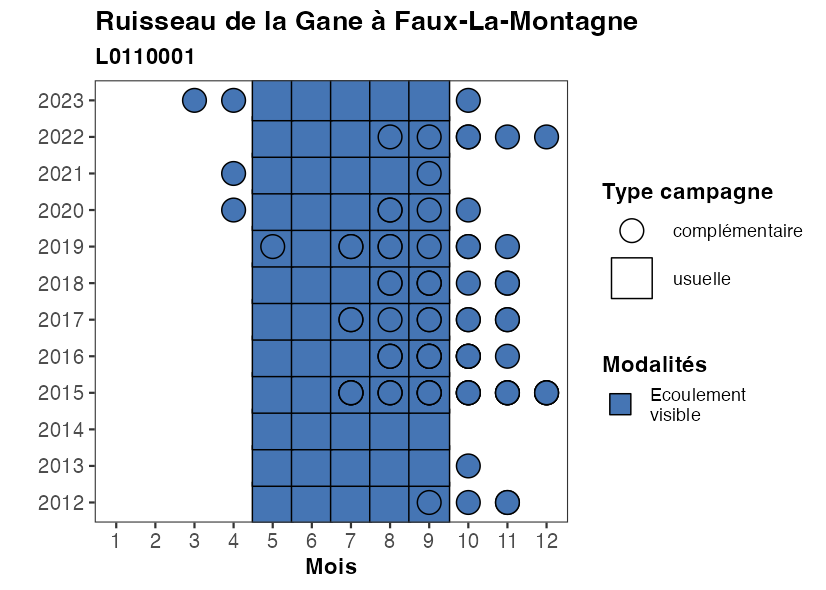 Ruisseau de la Gane à Faux-La-Montagne
L0110001
2023
2022
2021
2020
2019
2018
2017
2016
2015
2014
2013
2012
1 2 3 4 5 6 7 8 9 10 11 12
Mois
Type campagne
complémentaire
usuelle
Modalités
Ecoulement
visible